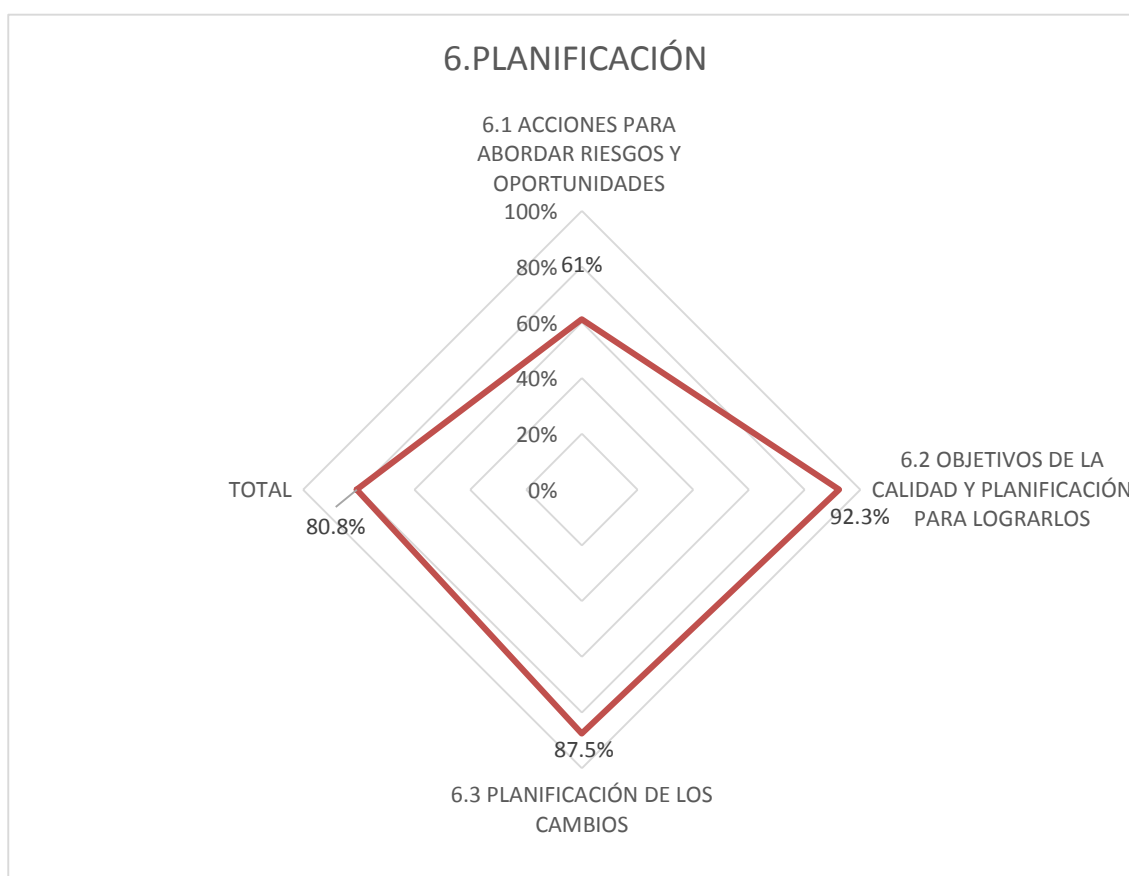 6.PLANIFICACIÓN
6.1 ACCIONES PARA
ABORDAR RIESGOS Y
OPORTUNIDADES
100%
80%
61%
60%
40%
20%
0%
6.2 OBJETIVOS DE LA
CALIDAD Y PLANIFICACIÓN
PARA LOGRARLOS
92.3%
TOTAL
80.8%
87.5%
6.3 PLANIFICACIÓN DE LOS
CAMBIOS